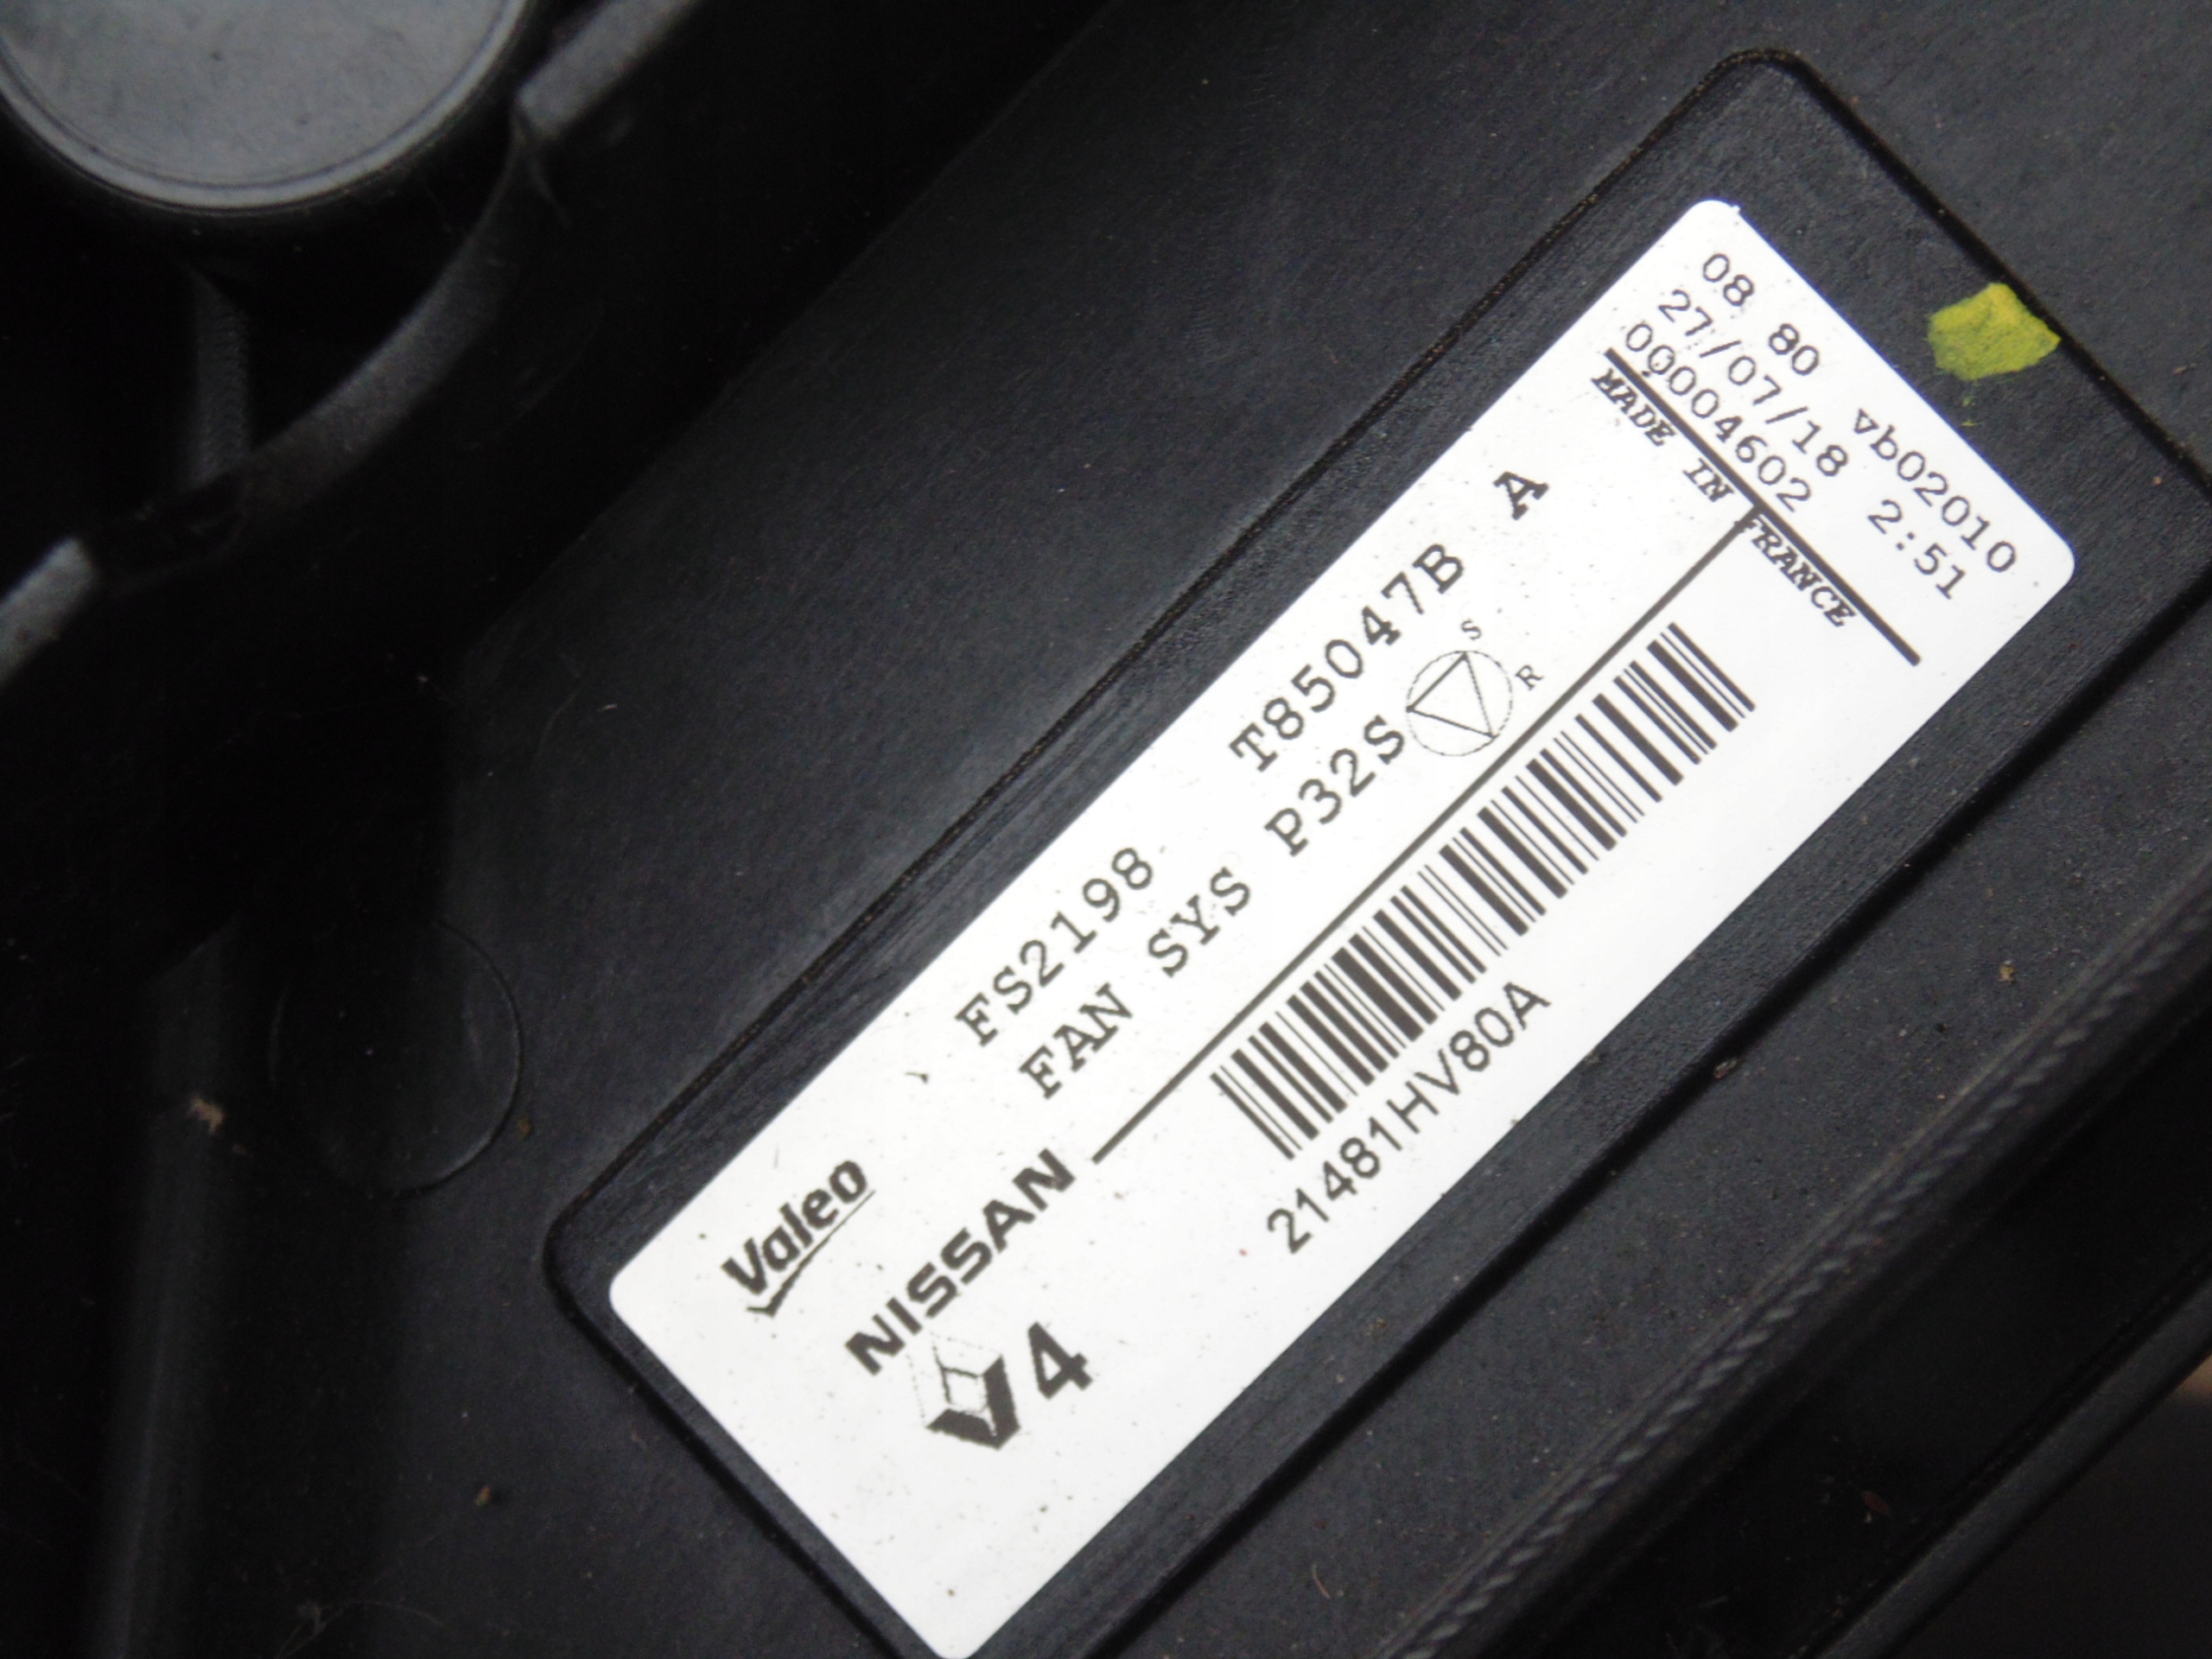 Valeo
FS2198 T85047B A
NISSAN
FAN SYS P32S
S
R
4
21481HV80A
08 80 vb02010
27/07/18 2:51
00004602
MADE IN FRANCE